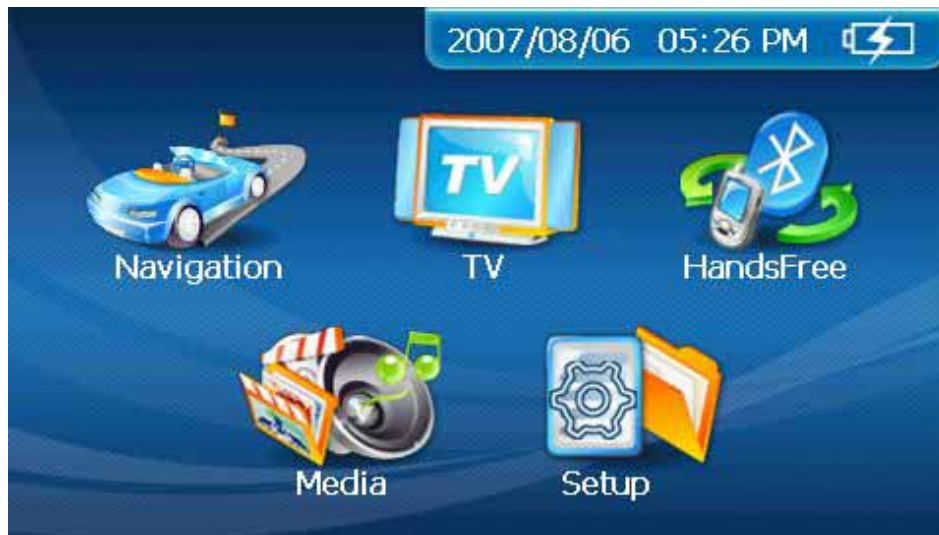 2007/08/06 05:26 PM
TV
Navigation
TV
HandsFree
Media
Setup